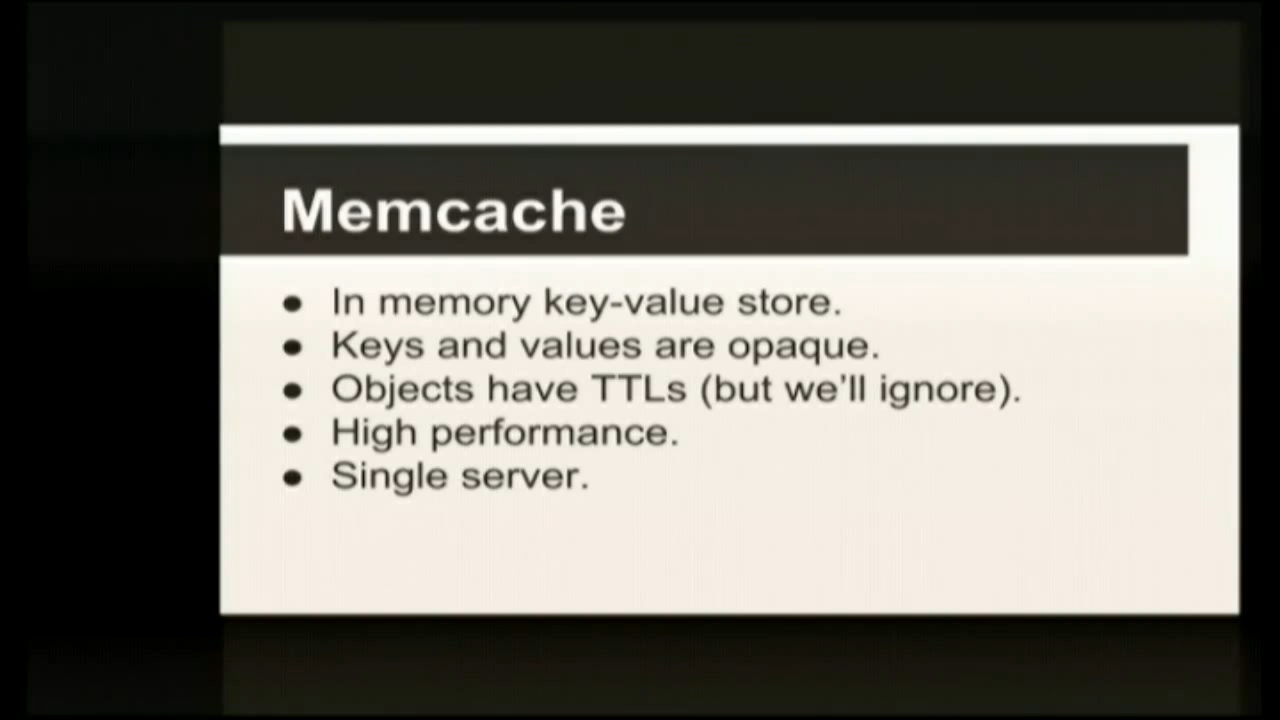 Memcache
● In memory key-value store.
● Keys and values are opaque.
● Objects have TTLs (but we'll ignore).
● High performance.
● Single server.